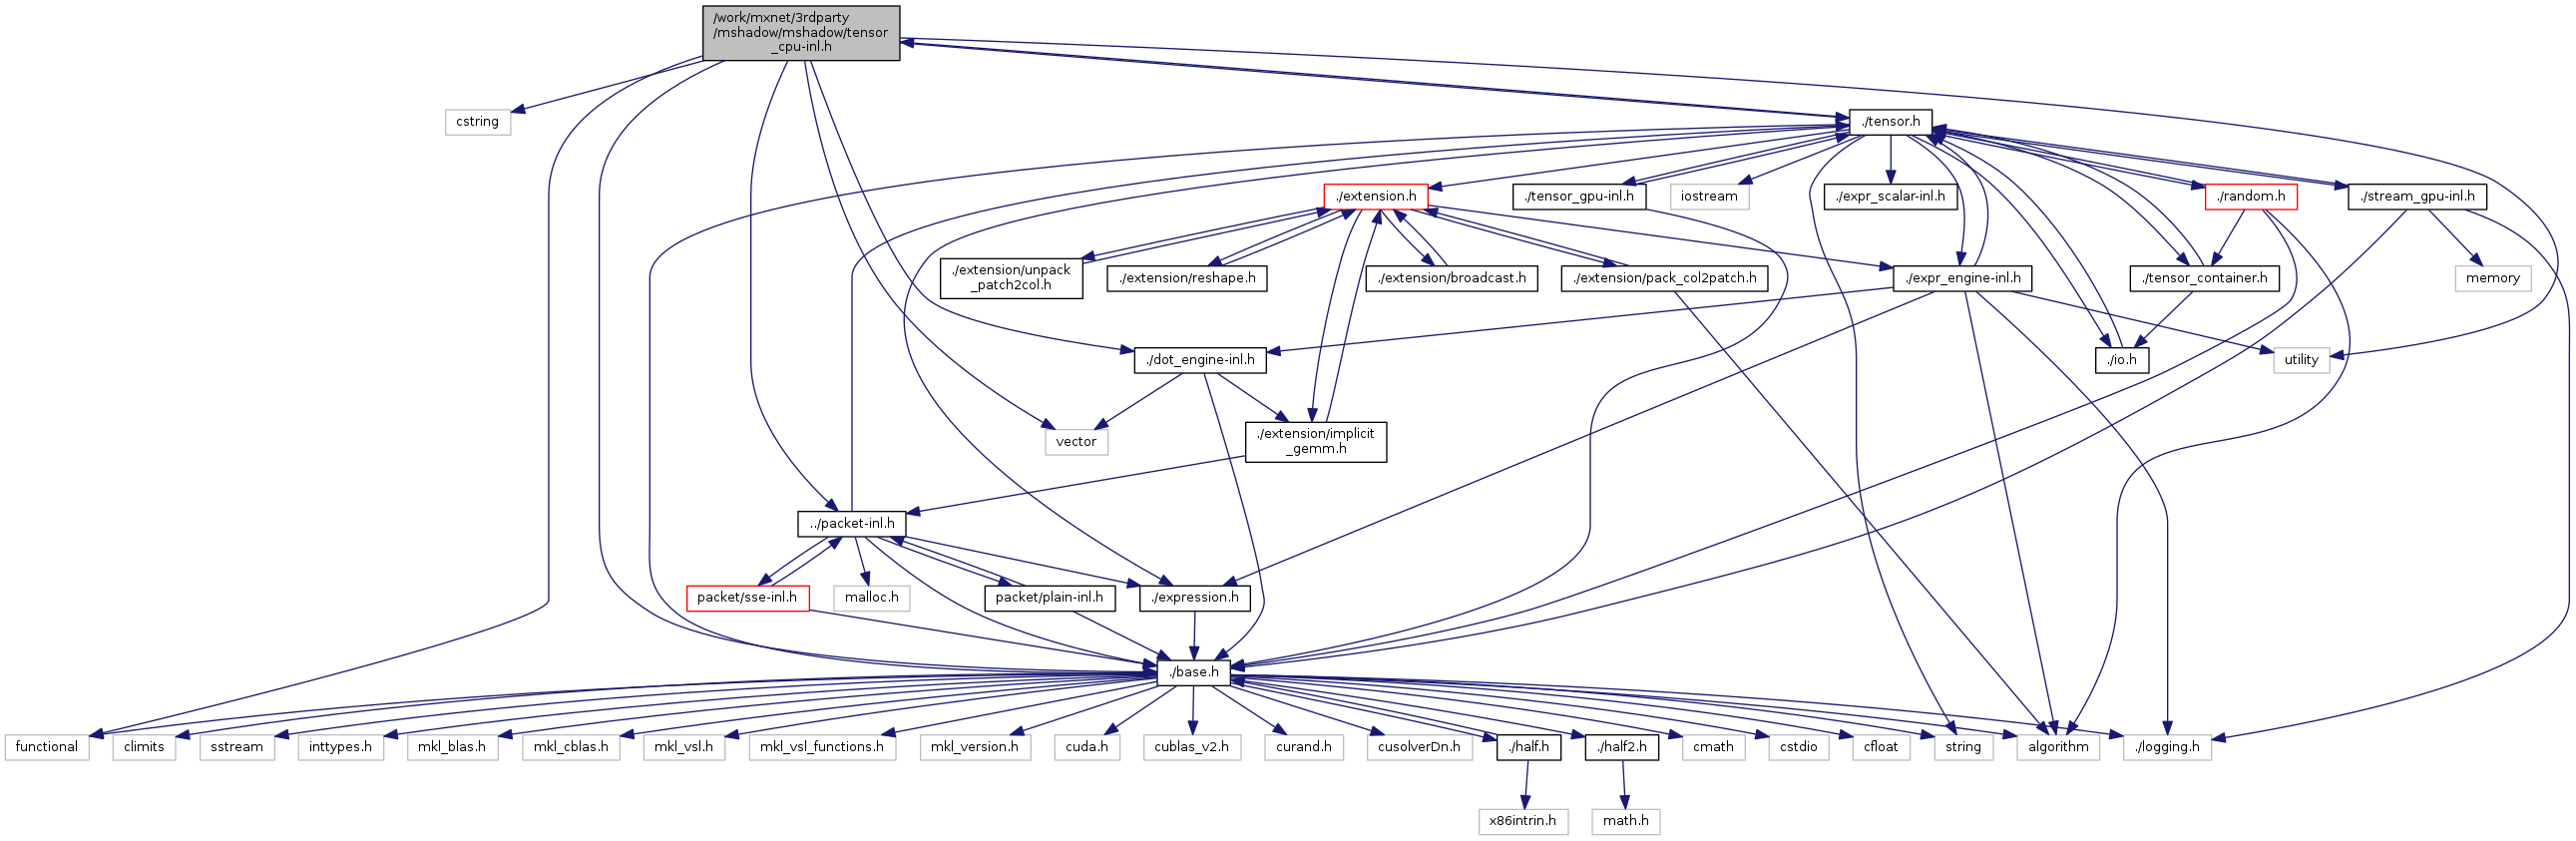 /work/mxnet/3rdparty
/mshadow/mshadow/tensor
_cpu-inl.h
cstring
./tensor.h
./extension.h
./tensor_gpu-inl.h
iostream
./expr_scalar-inl.h
./random.h
./stream_gpu-inl.h
./extension/unpack
_patch2col.h
./extension/reshape.h
./extension/broadcast.h
./extension/pack_col2patch.h
./expr_engine-inl.h
./tensor_container.h
memory
./dot_engine-inl.h
./io.h
utility
vector
./extension/implicit
_gemm.h
../packet-inl.h
packet/sse-inl.h
malloc.h
packet/plain-inl.h
./expression.h
./base.h
functional
climits
sstream
inttypes.h
mkl_blas.h
mkl_cblas.h
mkl_vsl.h
mkl_vsl_functions.h
mkl_version.h
cuda.h
cublas_v2.h
curand.h
cusolverDn.h
./half.h
./half2.h
cmath
cstdio
cfloat
string
algorithm
./logging.h
x86intrin.h
math.h